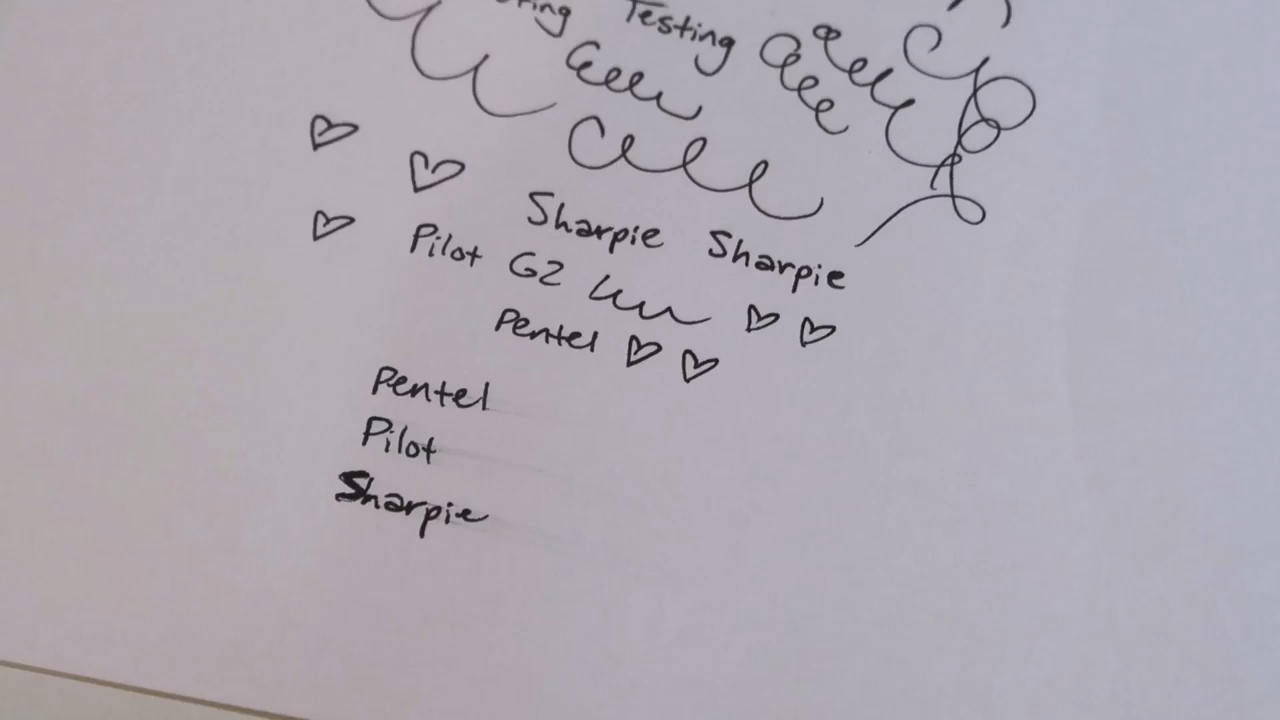 Testing
Sharpie Sharpie
Pilot G2
Pentel
Pentel
Pilot
Sharpie